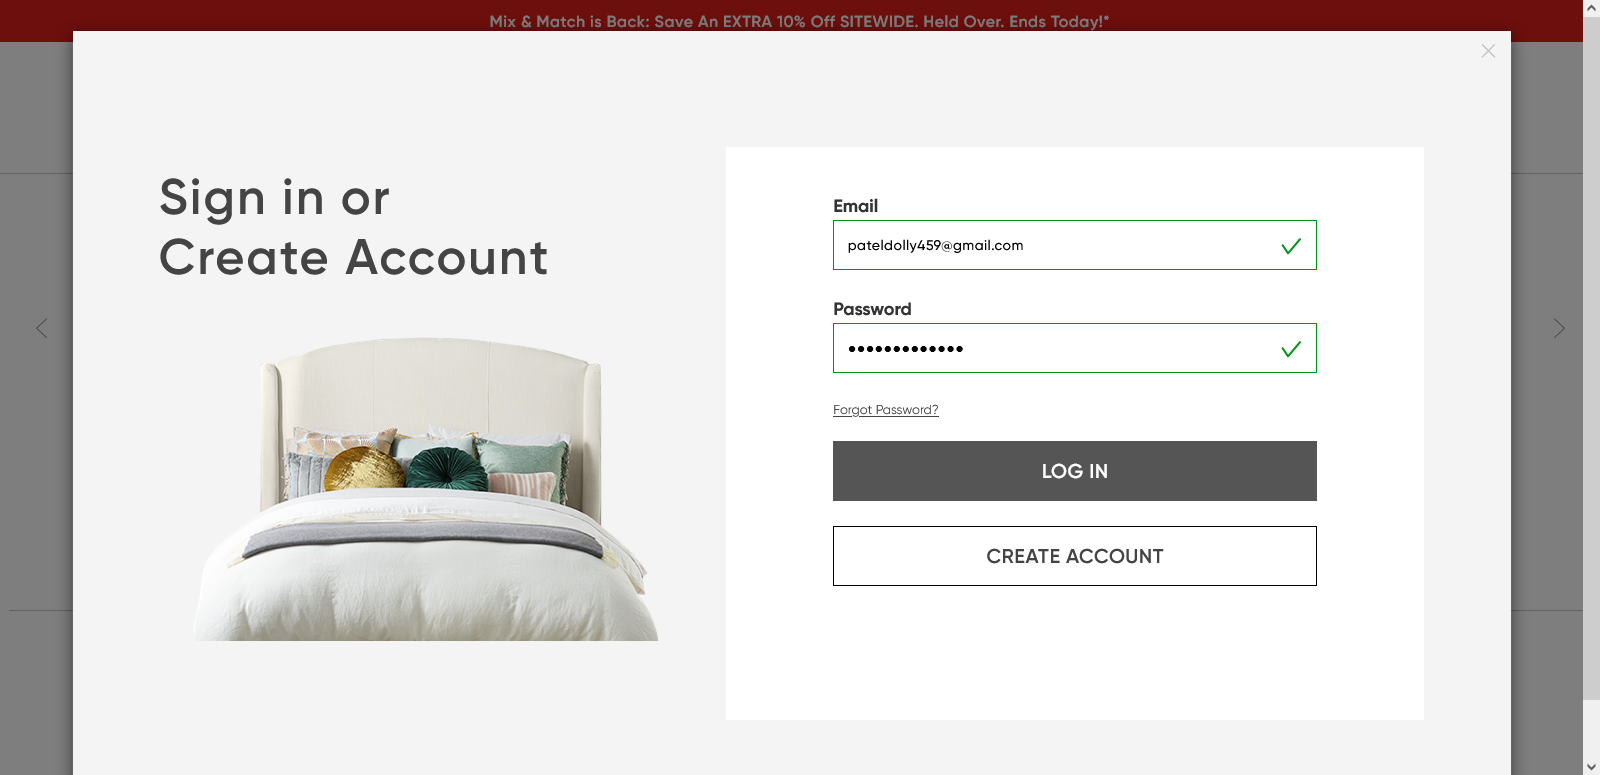 Mix & Match is Back: Save An EXTRA 10% Off SITEWIDE. Held Over. Ends Today!*
Sign in or
Create Account
Email
pateldolly459@gmail.com
Password
Forgot Password?
LOG IN
CREATE ACCOUNT